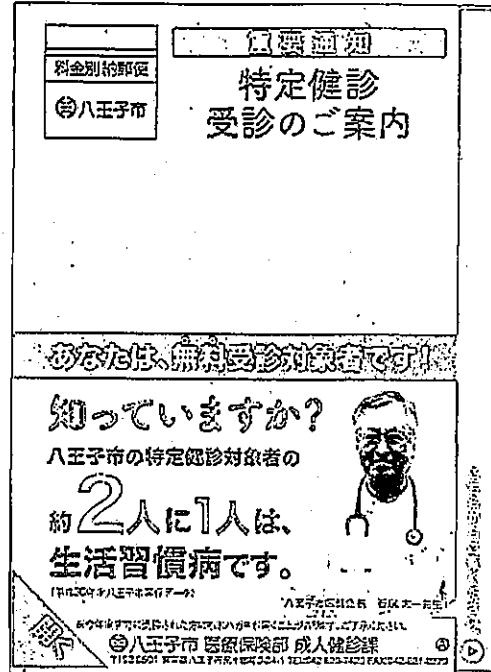 重要通知
料金別納郵便
八王子市
特定健診
受診のご案内
あなたは、無料受診対象者です!
知っていますか?
八王子市の特定健診対象者の
約2人に1人は、
生活習慣病です。
開く
八王子市 医療保険部 成人健診課